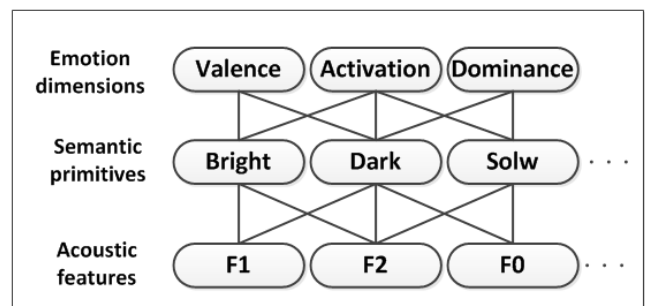 Emotion
dimensions
Valence
Activation
Dominance
Semantic
primitives
Bright
Dark
Solw
. . .
Acoustic
features
F1
F2
F0
. . .